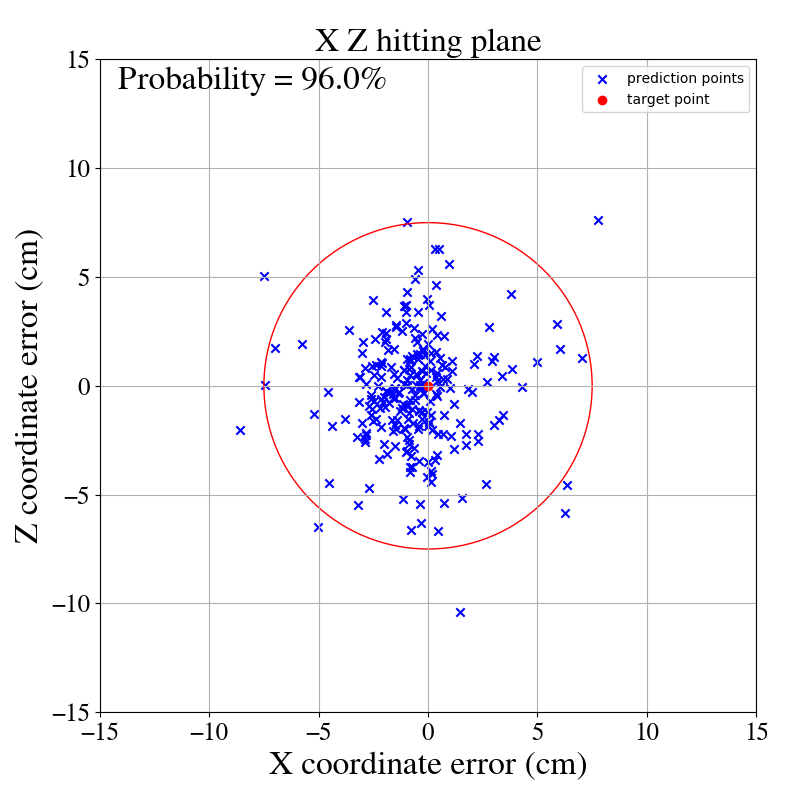 X Z hitting plane
Probability = 96.0%
prediction points
target point
15
10
5
0
−5
−10
−15
Z coordinate error (cm)
−15
−10
−5
0
5
10
15
X coordinate error (cm)